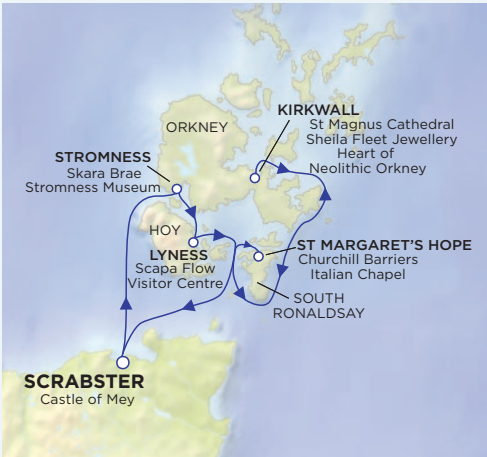 KIRKWALL
St Magnus Cathedral
Sheila Fleet Jewellery
Heart of
Neolithic Orkney
ORKNEY
STROMNESS
Skara Brae
Stromness Museum
HOY
LYNESS
Scapa Flow
Visitor Centre
ST MARGARET'S HOPE
Churchill Barriers
Italian Chapel
SOUTH
RONALDSAY
SCRABSTER
Castle of Mey